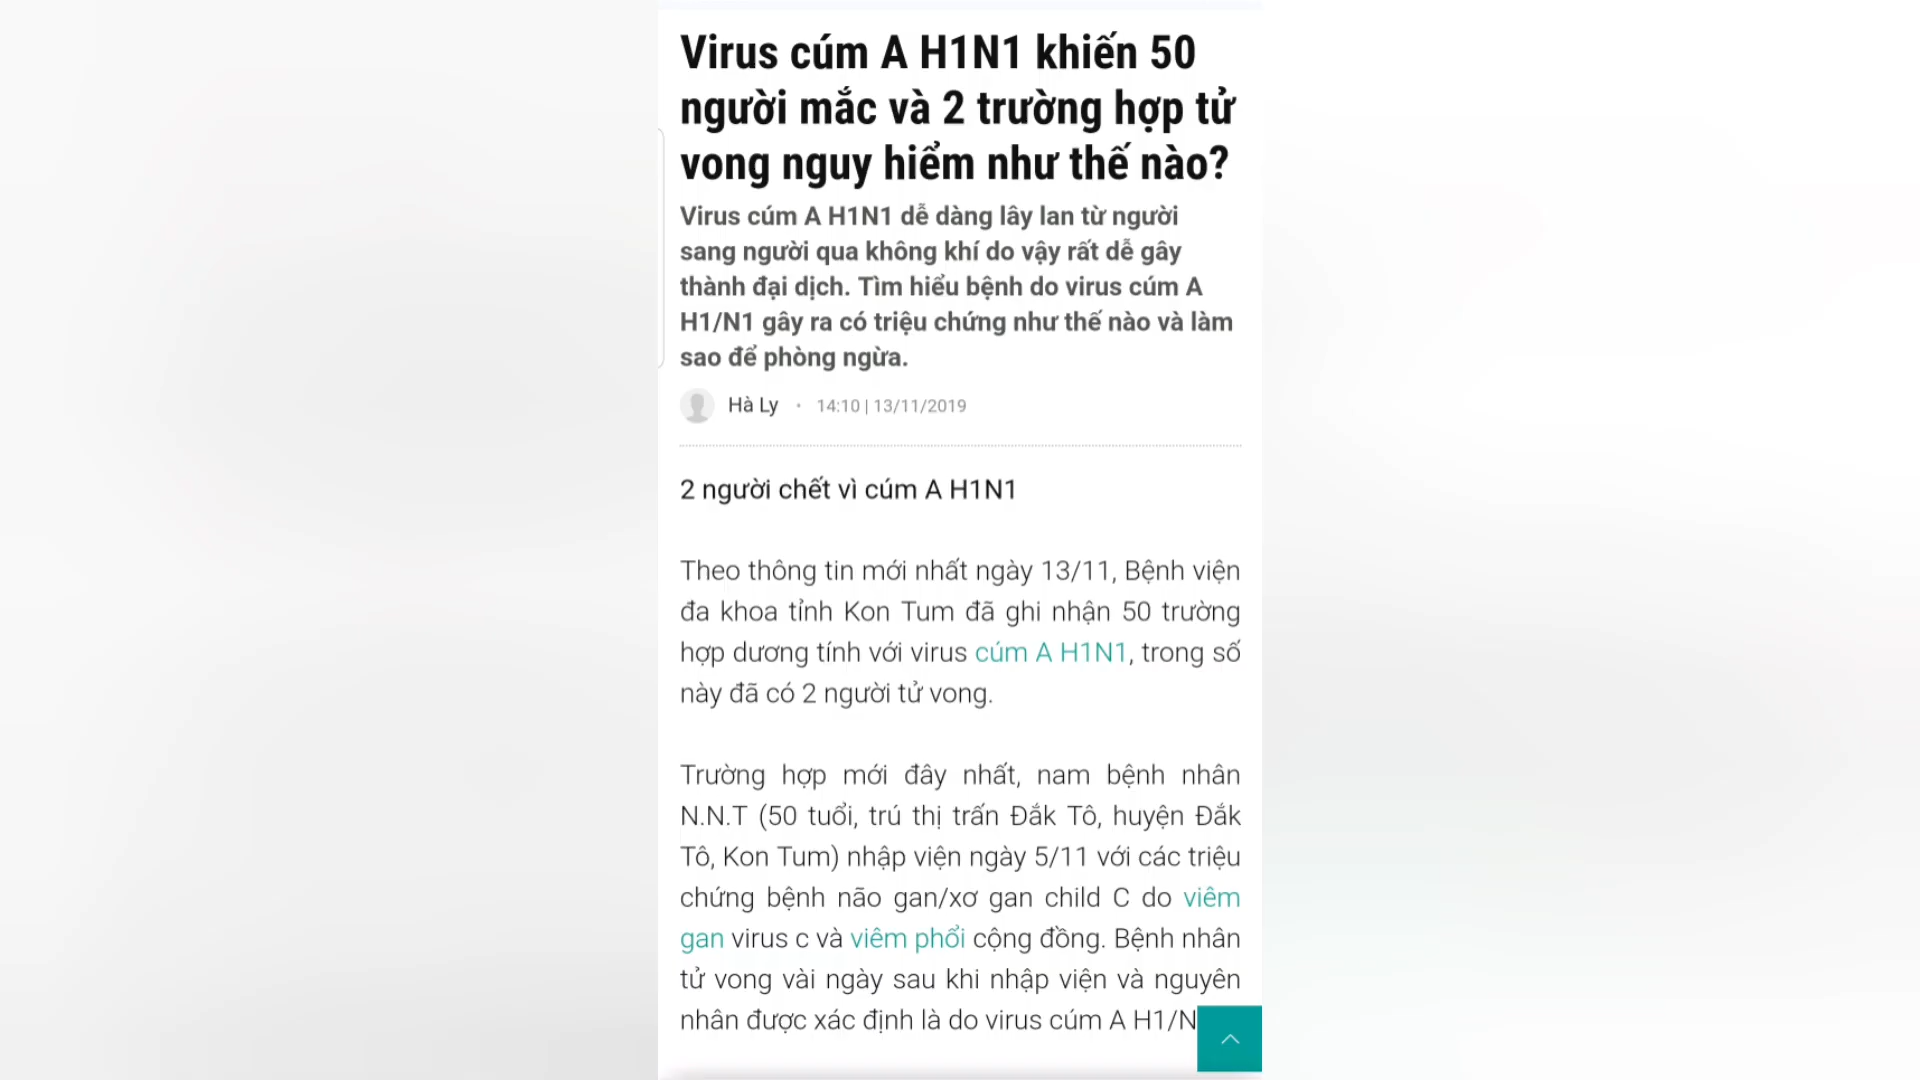 Virus cúm A H1N1 khiến 50
người mắc và 2 trường hợp tử
vong nguy hiểm như thế nào?
Virus cúm A H1N1 dễ dàng lây lan từ người
sang người qua không khí do vậy rất dễ gây
thành đại dịch. Tìm hiểu bệnh do virus cúm A
H1/N1 gây ra có triệu chứng như thế nào và làm
sao để phòng ngừa.
Hà Ly • 14:10 | 13/11/2019
2 người chết vì cúm A H1N1
Theo thông tin mới nhất ngày 13/11, Bệnh viện
đa khoa tỉnh Kon Tum đã ghi nhận 50 trường
hợp dương tính với virus cúm A H1N1, trong số
này đã có 2 người tử vong.
Trường hợp mới đây nhất, nam bệnh nhân
N.N.T (50 tuổi, trú thị trấn Đắk Tô, huyện Đắk
Tô, Kon Tum) nhập viện ngày 5/11 với các triệu
chứng bệnh não gan/xơ gan child C do viêm
gan virus c và viêm phổi cộng đồng. Bệnh nhân
tử vong vài ngày sau khi nhập viện và nguyên
nhân được xác định là do virus cúm A H1/N